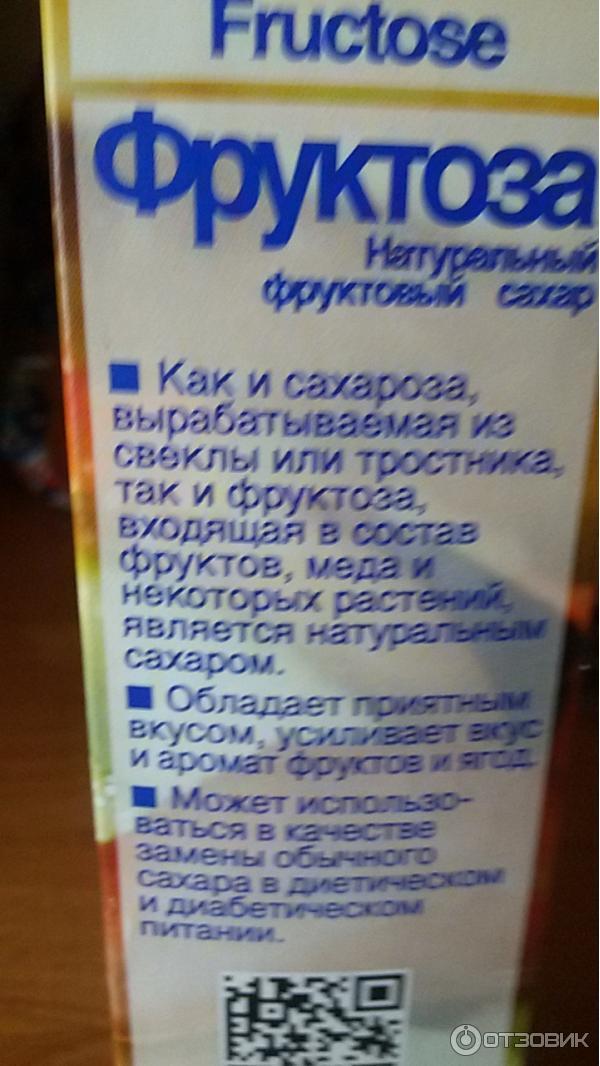 Fructose
Фруктоза
Натуральный
фруктовый сахар
■ Как и сахароза,
вырабатываемая из
свеклы или тростника,
так и фруктоза,
входящая в состав
фруктов, меда и
некоторых растений,
является натуральным
сахаром.
■ Обладает приятным
вкусом, усиливает вкус
и аромат фруктов и ягод.
■ Может использо-
ваться в качестве
замены обычного
сахара в диетическом
и диабетическом
питании.
ОТЗОВИК